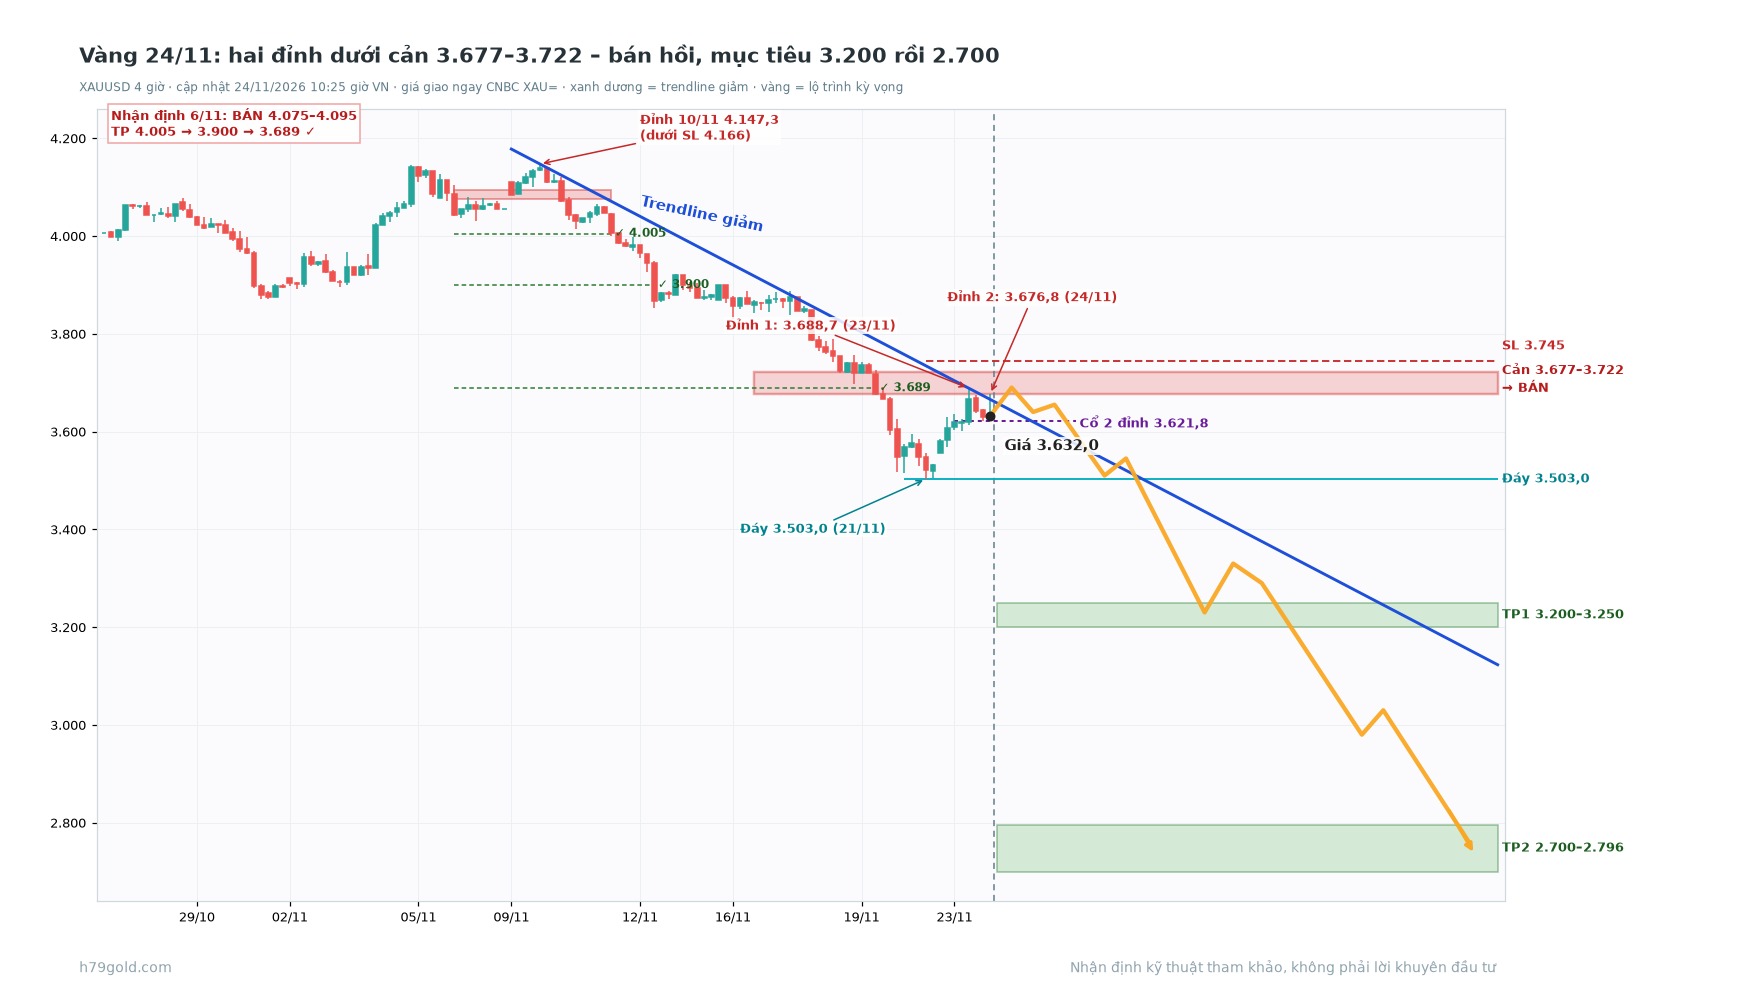 Vàng 24/11: hai đỉnh dưới cản 3.677–3.722 – bán hồi, mục tiêu 3.200 rồi 2.700
XAUUSD 4 giờ · cập nhật 24/11/2026 10:25 giờ VN · giá giao ngay CNBC XAU= · xanh dương = trendline giảm · vàng = lộ trình kỳ vọng
Nhận định 6/11: BÁN 4.075–4.095
TP 4.005 → 3.900 → 3.689 ✓
Đỉnh 10/11 4.147,3
(dưới SL 4.166)
Trendline giảm
✓ 4.005
✓ 3.900
Đỉnh 1: 3.688,7 (23/11)
Đỉnh 2: 3.676,8 (24/11)
✓ 3.689
SL 3.745
Cản 3.677–3.722
→ BÁN
Cổ 2 đỉnh 3.621,8
Giá 3.632,0
Đáy 3.503,0
Đáy 3.503,0 (21/11)
TP1 3.200–3.250
TP2 2.700–2.796
4.200
4.000
3.800
3.600
3.400
3.200
3.000
2.800
29/10
02/11
05/11
09/11
12/11
16/11
19/11
23/11
h79gold.com
Nhận định kỹ thuật tham khảo, không phải lời khuyên đầu tư